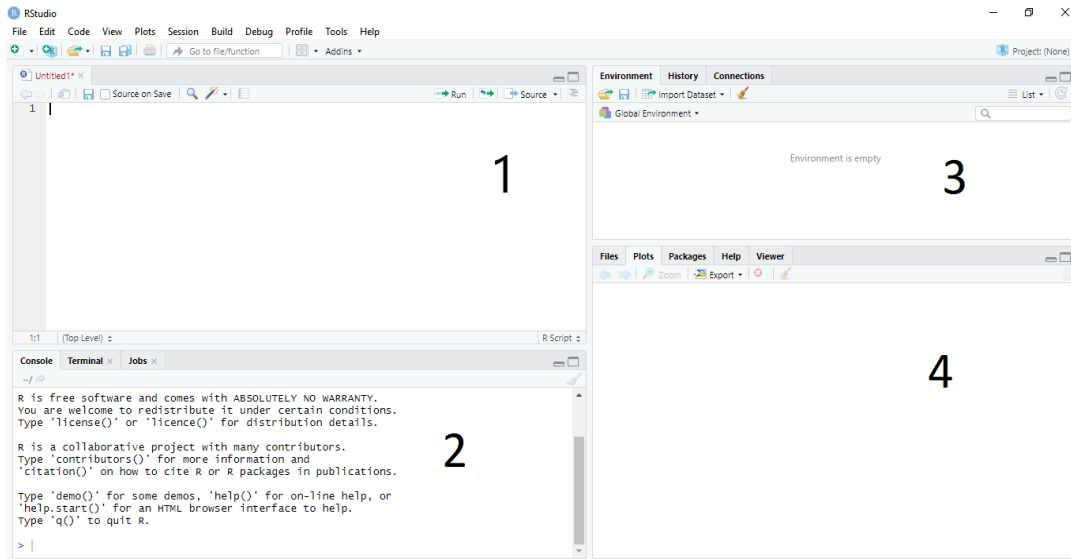 RStudio
File Edit Code View Plots Session Build Debug Profile Tools Help
Go to file/function Addins Project: (None)
Untitled1*
Source on Save Run Source
1
1
1:1 (Top Level) R Script
Console Terminal Jobs
~/
R is free software and comes with ABSOLUTELY NO WARRANTY.
You are welcome to redistribute it under certain conditions.
Type 'license()' or 'licence()' for distribution details.
R is a collaborative project with many contributors.
Type 'contributors()' for more information and
'citation()' on how to cite R or R packages in publications.
Type 'demo()' for some demos, 'help()' for on-line help, or
'help.start()' for an HTML browser interface to help.
Type 'q()' to quit R.
>
2
Environment History Connections
Import Dataset List
Global Environment
Environment is empty
3
Files Plots Packages Help Viewer
Zoom Export
4